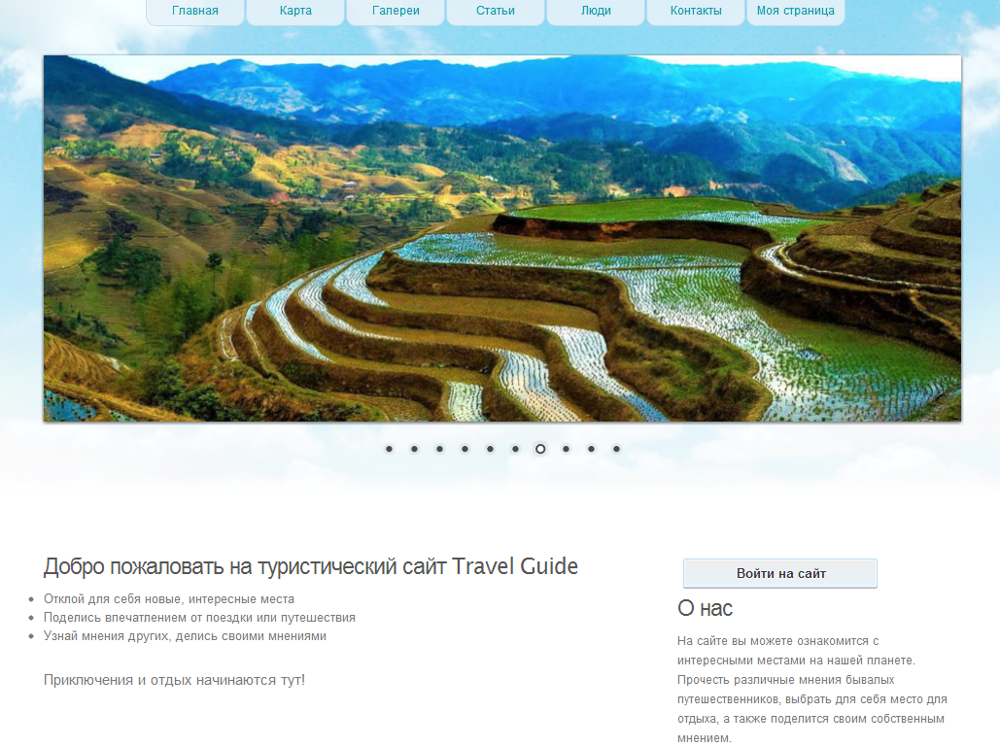 Главная Карта Галереи Статьи Люди Контакты Моя страница
Добро пожаловать на туристический сайт Travel Guide
Откпой для себя новые, интересные места
Поделись впечатлением от поездки или путешествия
Узнай мнения других, делись своими мнениями
Приключения и отдых начинаются тут!
Войти на сайт
О нас
На сайте вы можете ознакомится с
интересными местами на нашей планете.
Прочесть различные мнения бывалых
путешественников, выбрать для себя место для
отдыха, а также поделится своим собственным
мнением.